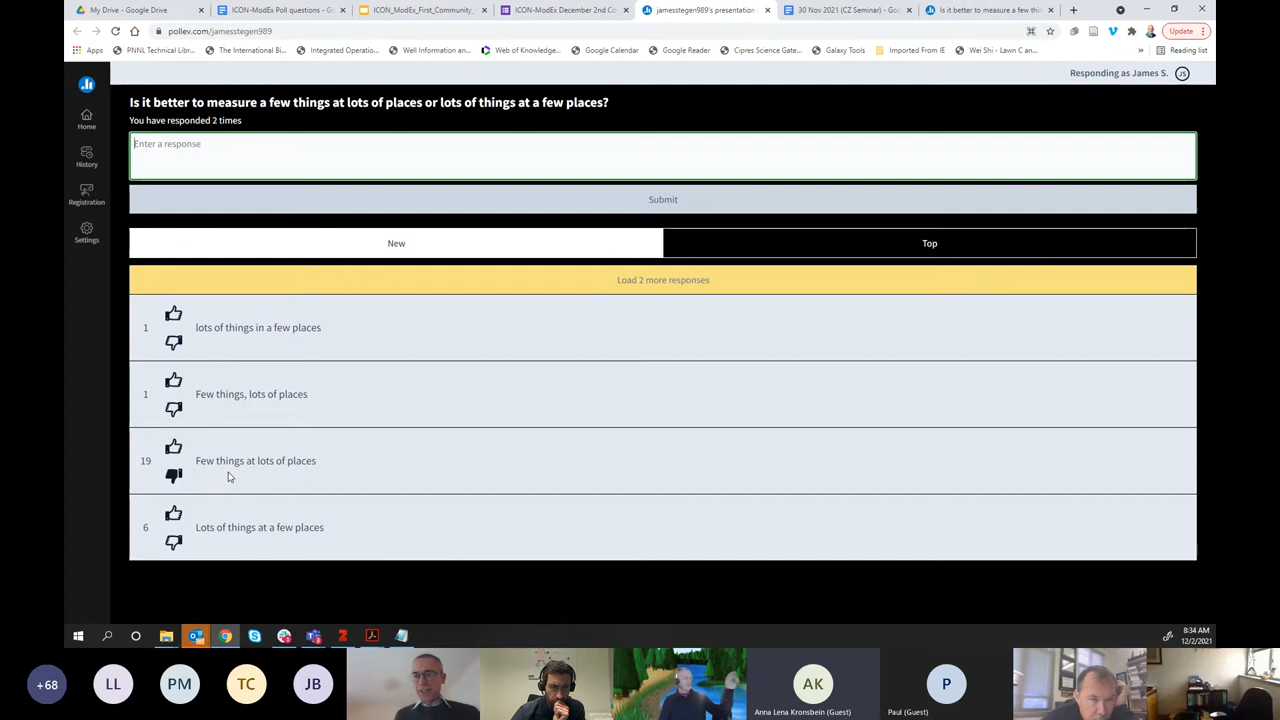 My Drive - Google Drive
ICON-ModEx Poll questions - Go
ICON_ModEx_First_Community_
ICON-ModEx December 2nd Co
jamesstegen989's presentation
30 Nov 2021 (CZ Seminar) - Goo
Is it better to measure a few thin
pollev.com/jamesstegen989
Update
Apps
PNNL Technical Libr...
The International Bi...
Integrated Operatio...
Well Information an...
Web of Knowledge...
Google Calendar
Google Reader
Cipres Science Gate...
Galaxy Tools
Imported From IE
Wei Shi - Lawn C an...
Reading list
Responding as James S.
JS
Home
History
Registration
Settings
Is it better to measure a few things at lots of places or lots of things at a few places?
You have responded 2 times
Enter a response
Submit
New
Top
Load 2 more responses
1
lots of things in a few places
1
Few things, lots of places
19
Few things at lots of places
6
Lots of things at a few places
8:34 AM
12/2/2021
+68
LL
PM
TC
JB
AK
Anna Lena Kronsbein (Guest)
P
Paul (Guest)